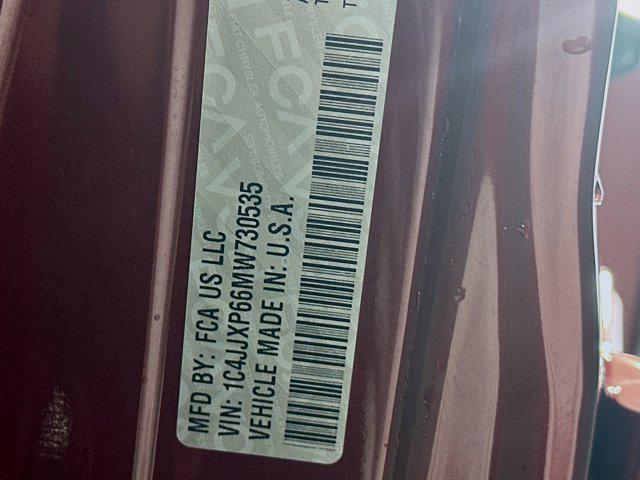 MFD BY: FCA US LLC
VIN: 1C4JJXP66MW730535
VEHICLE MADE IN: U.S.A.